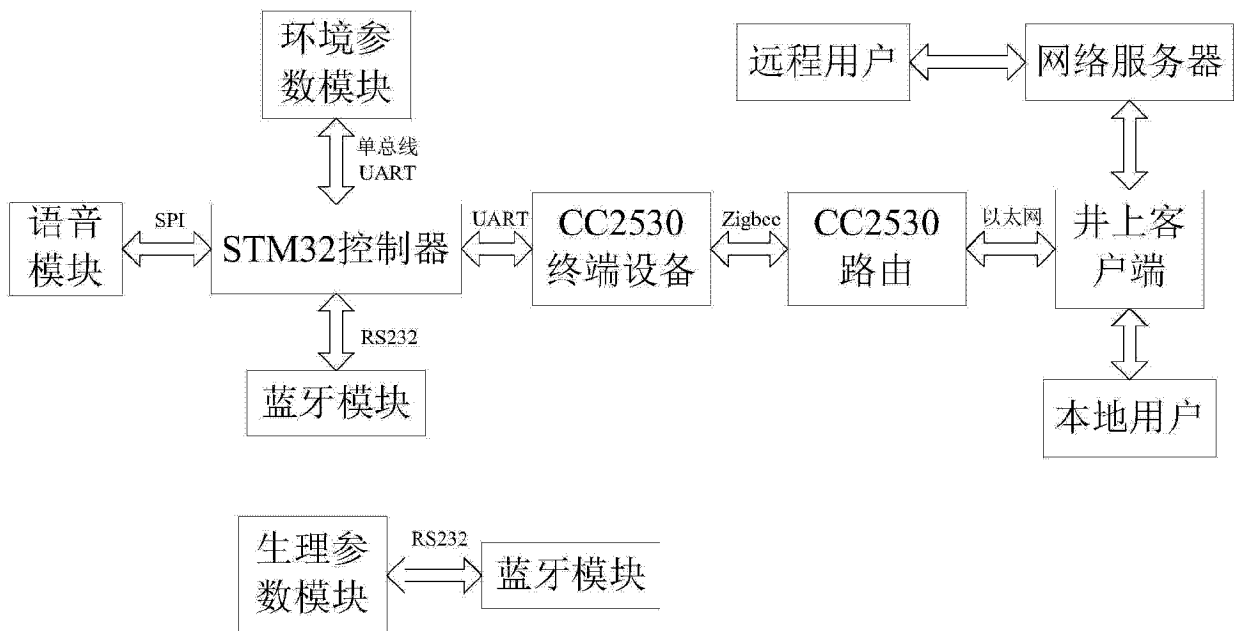 环境参
数模块
远程用户
网络服务器
单总线
UART
语音
模块
SPI
STM32控制器
UART
CC2530
终端设备
Zigbee
CC2530
路由
以太网
井上客
户端
RS232
蓝牙模块
本地用户
生理参
数模块
RS232
蓝牙模块